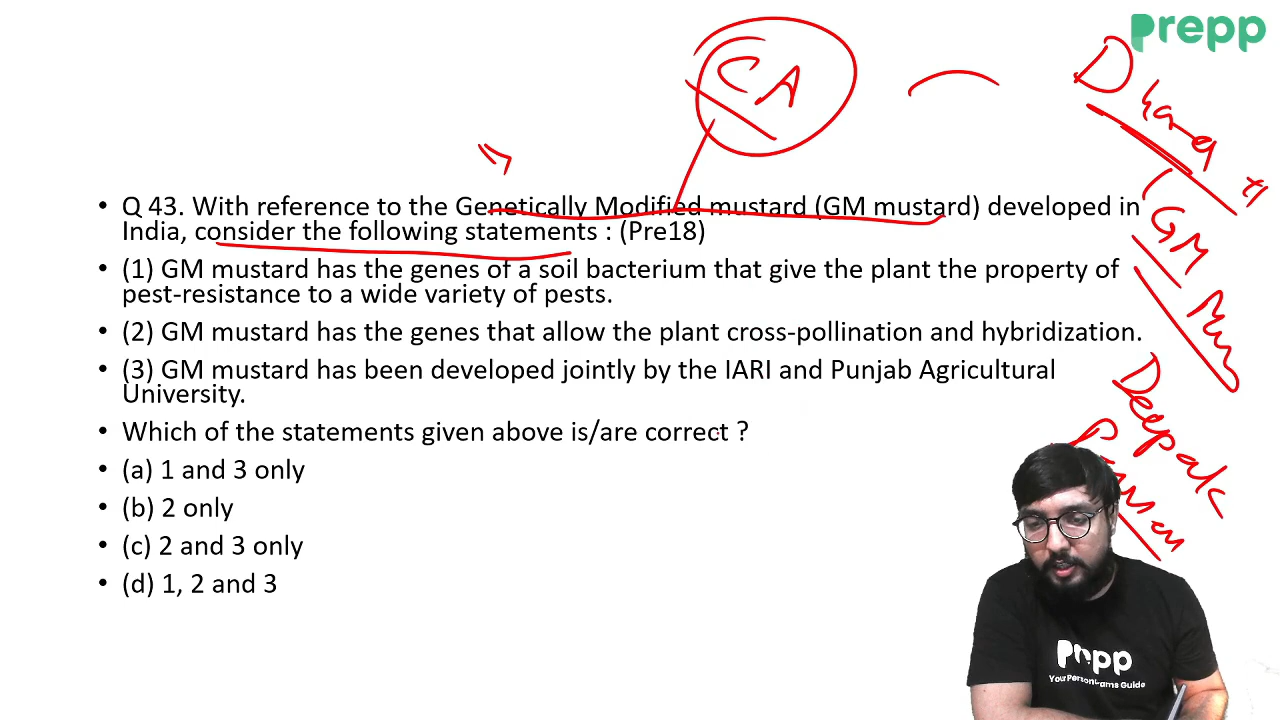 Prepp
CA
Dhara
11
GM Mus
Deepak
• Q 43. With reference to the Genetically Modified mustard (GM mustard) developed in
India, consider the following statements : (Pre18)
• (1) GM mustard has the genes of a soil bacterium that give the plant the property of
pest-resistance to a wide variety of pests.
• (2) GM mustard has the genes that allow the plant cross-pollination and hybridization.
• (3) GM mustard has been developed jointly by the IARI and Punjab Agricultural
University.
• Which of the statements given above is/are correct ?
• (a) 1 and 3 only
• (b) 2 only
• (c) 2 and 3 only
• (d) 1, 2 and 3
Prepp